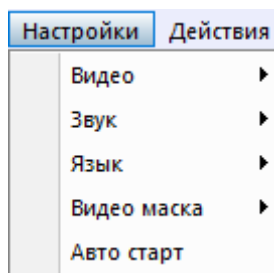 Настройки Действия
Видео
Звук
Язык
Видео маска
Авто старт